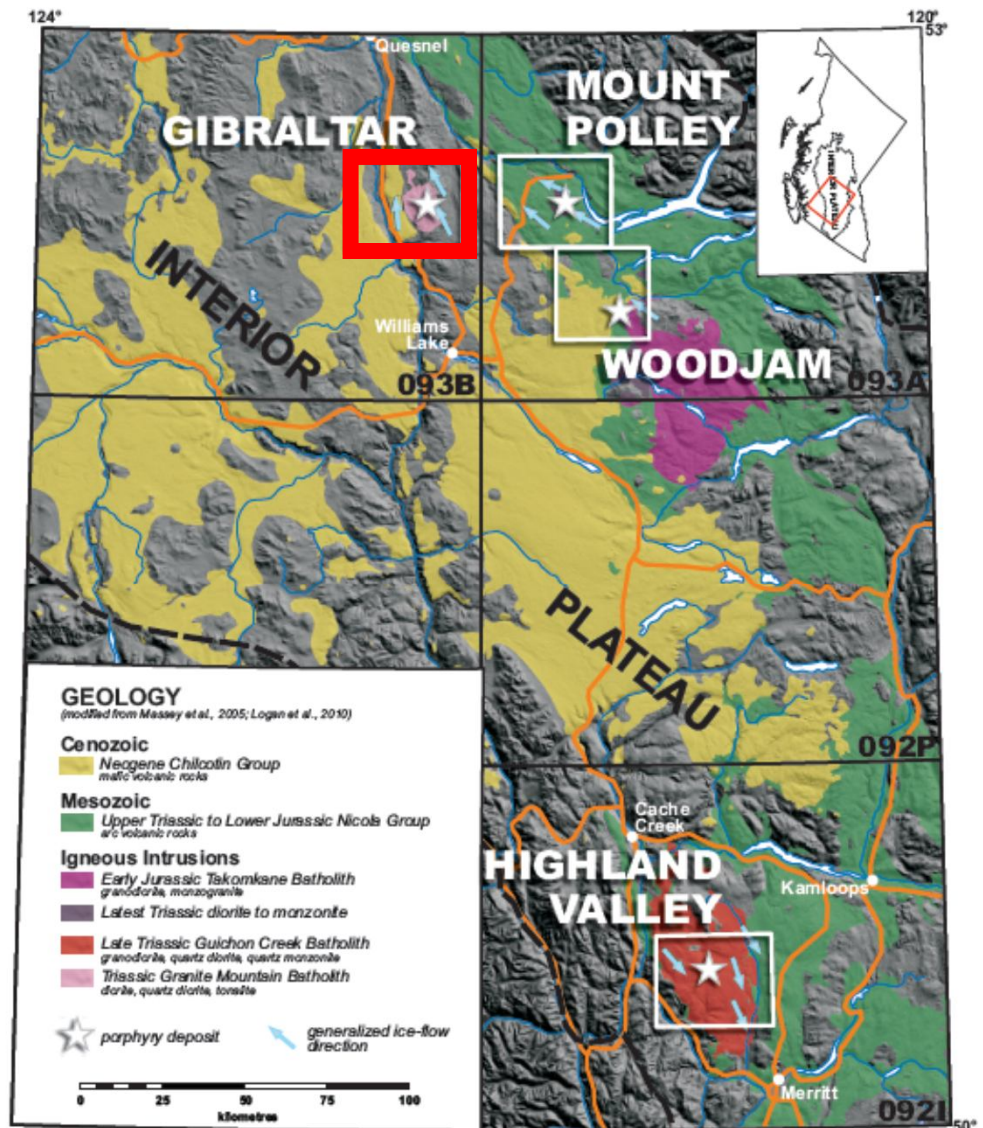 124°
120°
53°
Quesnel
MOUNT
POLLEY
GIBRALTAR
INTERIOR PLATEAU
INTERIOR
Williams
Lake
093B
WOODJAM
093A
PLATEAU
092P
GEOLOGY
(modified from Massey et al., 2005; Logan et al., 2010)
Cenozoic
Neogene Chilcotin Group
mafic volcanic rocks
Mesozoic
Upper Triassic to Lower Jurassic Nicola Group
arc volcanic rocks
Igneous Intrusions
Early Jurassic Takomkane Batholith
granodiorite, monzogranite
Latest Triassic diorite to monzonite
Late Triassic Guichon Creek Batholith
granodiorite, quartz diorite, quartz monzonite
Triassic Granite Mountain Batholith
diorite, quartz diorite, tonalite
porphyry deposit
generalized ice-flow
direction
0 25 50 75 100
kilometres
Cache
Creek
HIGHLAND
VALLEY
Kamloops
Merritt
092I
50°